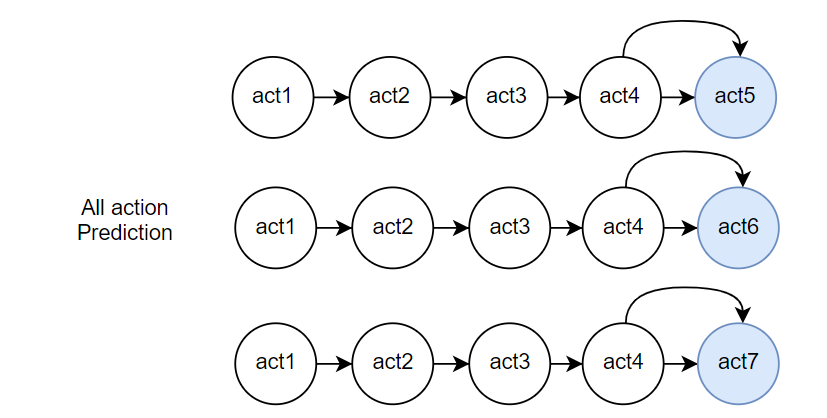 act1 act2 act3 act4 act5
All action
Prediction
act1 act2 act3 act4 act6
act1 act2 act3 act4 act7